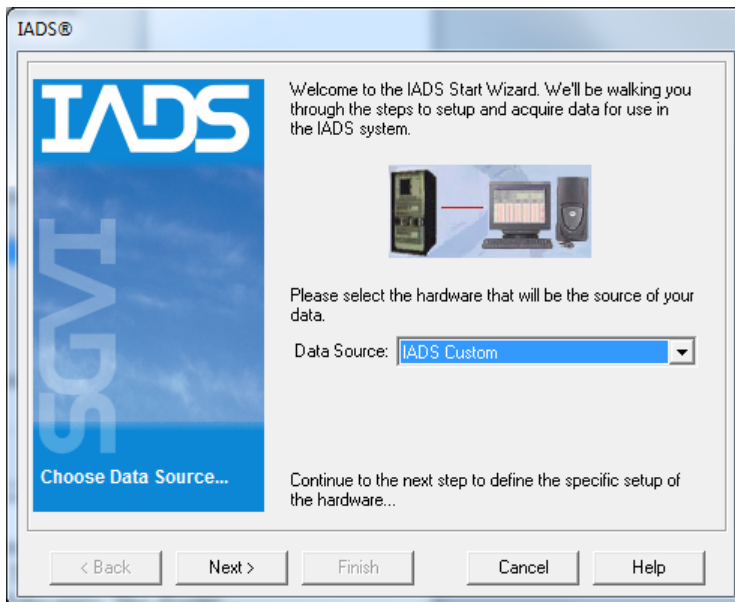 IADS®
IADS
Welcome to the IADS Start Wizard. We'll be walking you
through the steps to setup and acquire data for use in
the IADS system.
IADS
Please select the hardware that will be the source of your
data.
Data Source: IADS Custom
Choose Data Source...
Continue to the next step to define the specific setup of
the hardware...
< Back
Next >
Finish
Cancel
Help